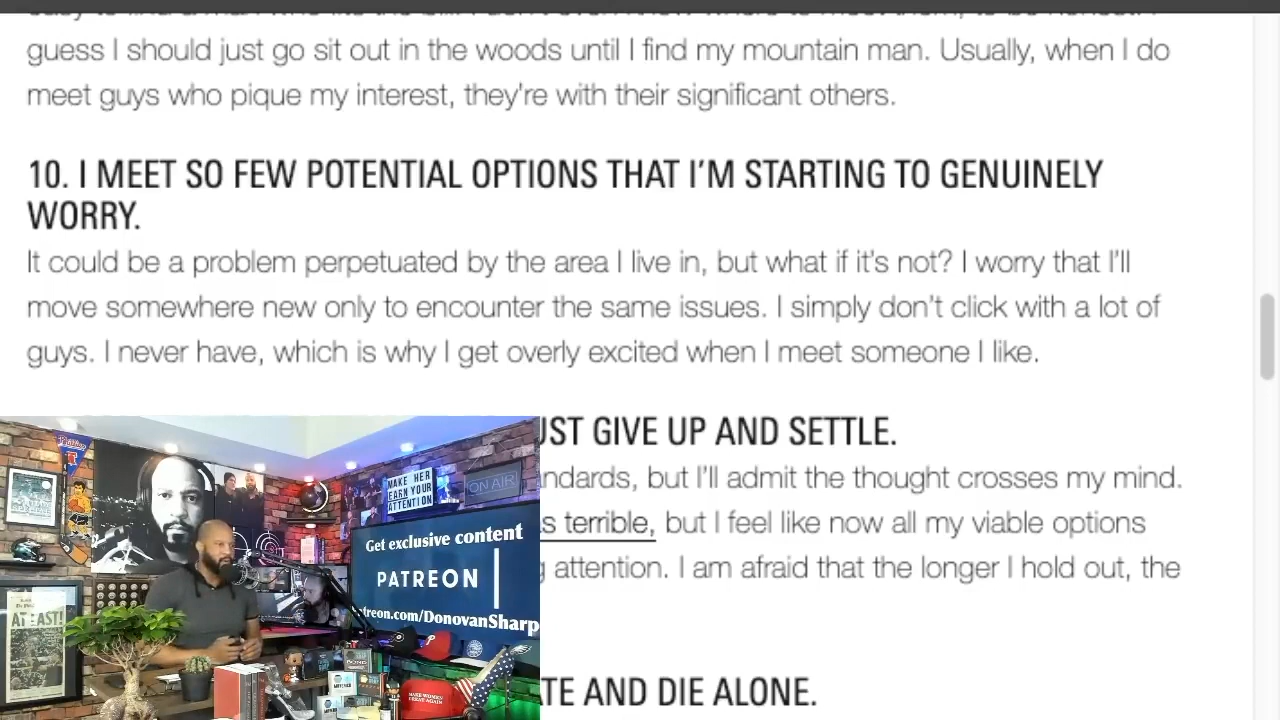 guess I should just go sit out in the woods until I find my mountain man. Usually, when I do
meet guys who pique my interest, they're with their significant others.
10. I MEET SO FEW POTENTIAL OPTIONS THAT I'M STARTING TO GENUINELY
WORRY.
It could be a problem perpetuated by the area I live in, but what if it's not? I worry that I'll
move somewhere new only to encounter the same issues. I simply don't click with a lot of
guys. I never have, which is why I get overly excited when I meet someone I like.
UST GIVE UP AND SETTLE.
ndards, but I'll admit the thought crosses my mind.
s terrible, but I feel like now all my viable options
g attention. I am afraid that the longer I hold out, the
TE AND DIE ALONE.
Phillies
MAKE HER
EARN YOUR
ATTENTION
ON AIR
Get exclusive content
PATREON
treon.com/DonovanSharp
AT LAST!
MAKE WOMEN
GREAT AGAIN